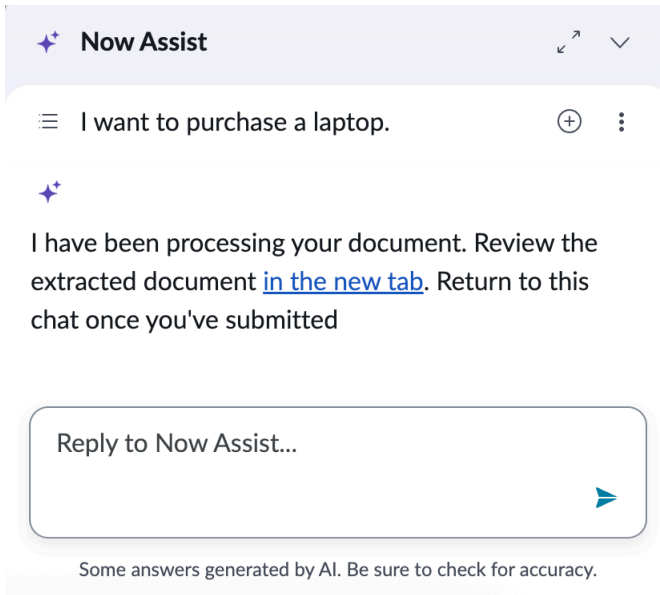 Now Assist
I want to purchase a laptop.
I have been processing your document. Review the
extracted document in the new tab. Return to this
chat once you've submitted
Reply to Now Assist...
Some answers generated by AI. Be sure to check for accuracy.